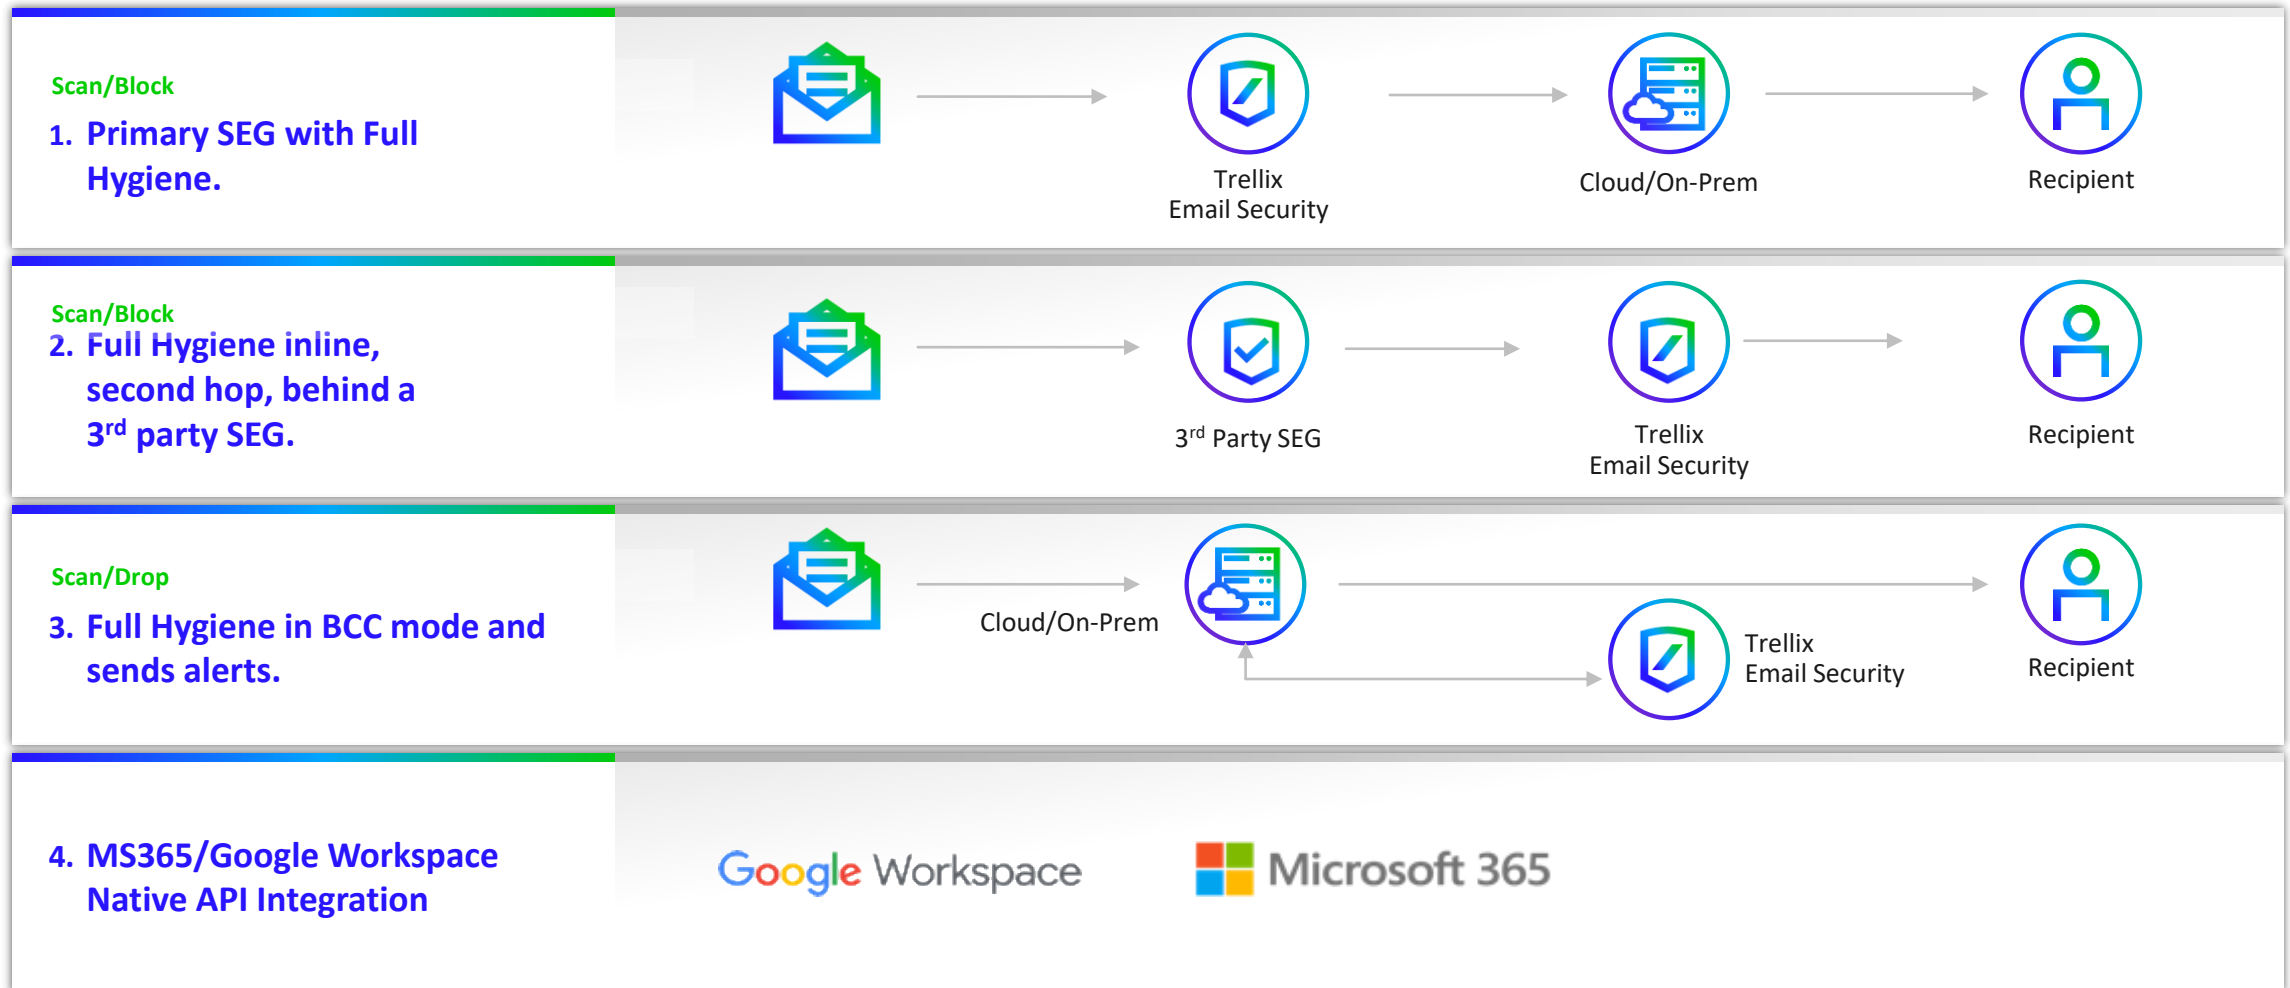 Scan/Block
1. Primary SEG with Full
Hygiene.
Trellix
Email Security
Cloud/On-Prem
Recipient
Scan/Block
2. Full Hygiene inline,
second hop, behind a
3rd party SEG.
3rd Party SEG
Trellix
Email Security
Recipient
Scan/Drop
3. Full Hygiene in BCC mode and
sends alerts.
Cloud/On-Prem
Trellix
Email Security
Recipient
4. MS365/Google Workspace
Native API Integration
Google Workspace
Microsoft 365